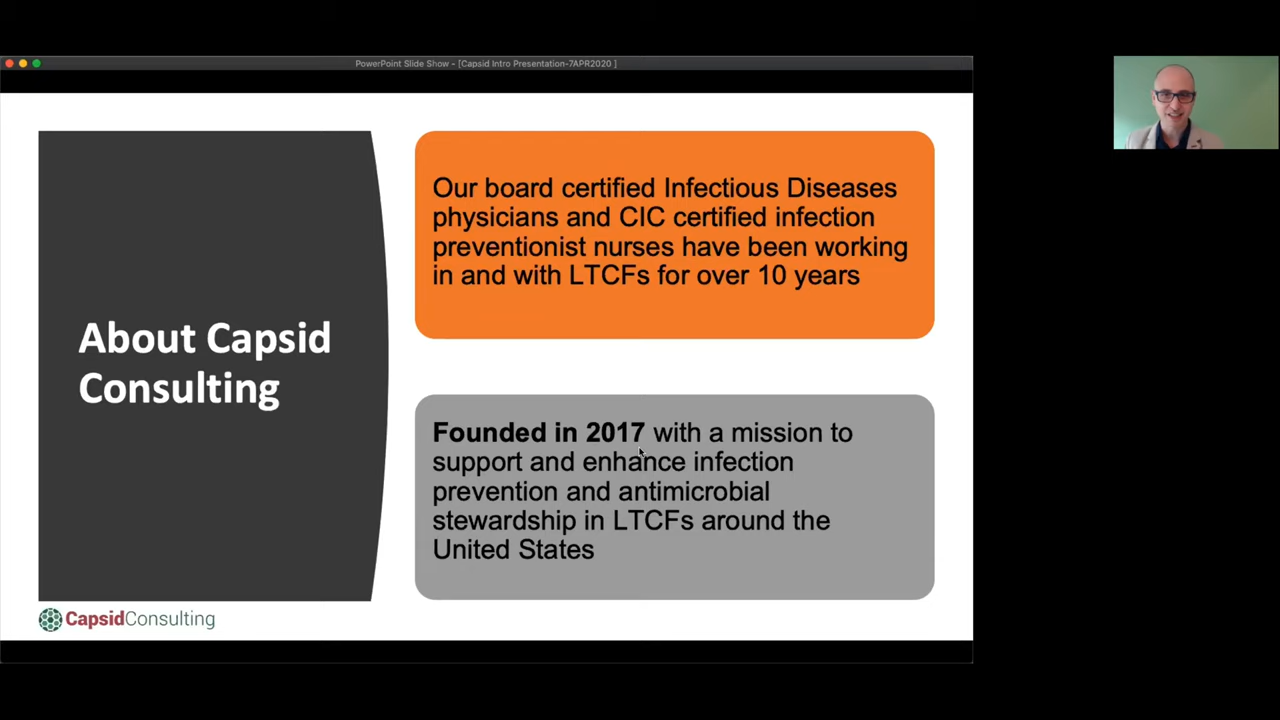 PowerPoint Slide Show - [Capsid Intro Presentation-7APR2020 ]
About Capsid
Consulting
Our board certified Infectious Diseases
physicians and CIC certified infection
preventionist nurses have been working
in and with LTCFs for over 10 years
Founded in 2017 with a mission to
support and enhance infection
prevention and antimicrobial
stewardship in LTCFs around the
United States
CapsidConsulting